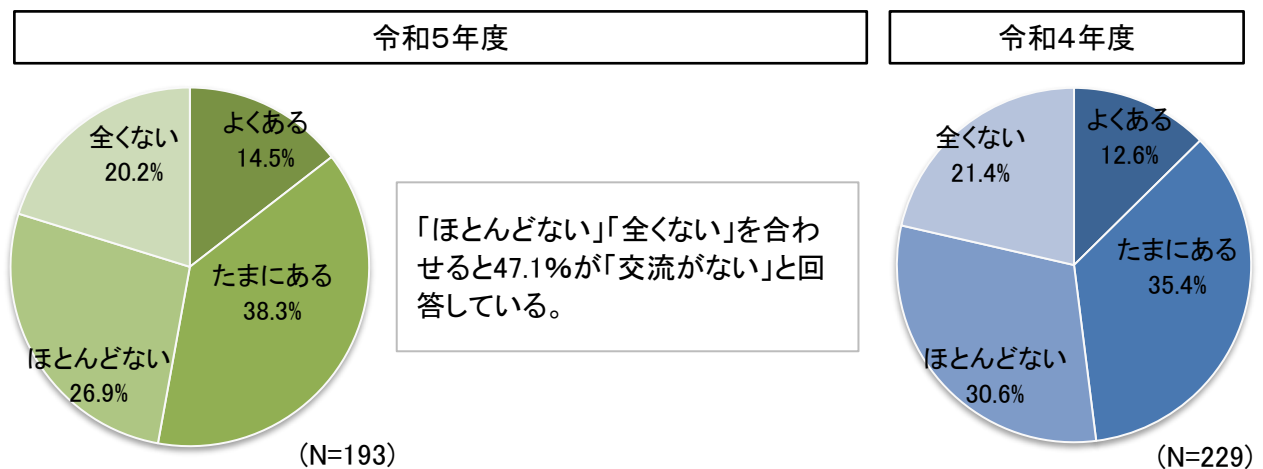 令和5年度
よくある
14.5%
たまにある
38.3%
ほとんどない
26.9%
全くない
20.2%
(N=193)
「ほとんどない」「全くない」を合わ
せると47.1%が「交流がない」と回
答している。
令和4年度
よくある
12.6%
たまにある
35.4%
ほとんどない
30.6%
全くない
21.4%
(N=229)